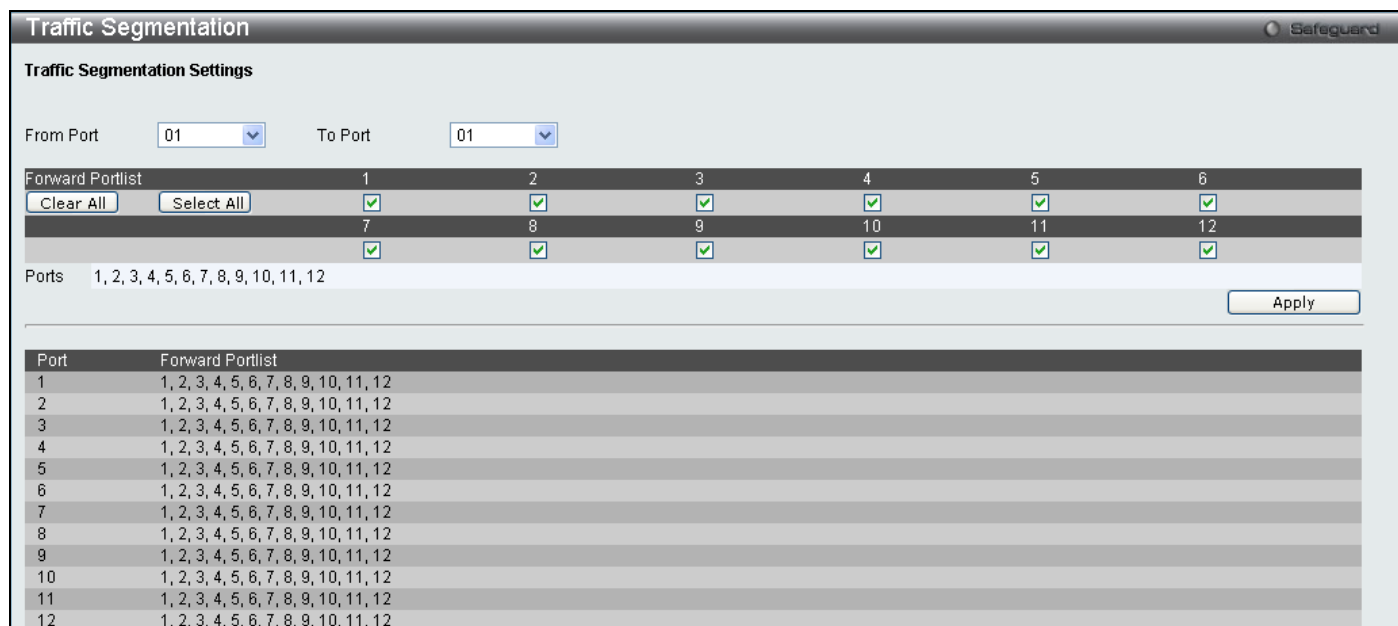 Traffic Segmentation Safeguard
Traffic Segmentation Settings
From Port 01 To Port 01
Forward Portlist 1 2 3 4 5 6
Clear All Select All
7 8 9 10 11 12
Ports 1, 2, 3, 4, 5, 6, 7, 8, 9, 10, 11, 12
Apply
Port Forward Portlist
1 1, 2, 3, 4, 5, 6, 7, 8, 9, 10, 11, 12
2 1, 2, 3, 4, 5, 6, 7, 8, 9, 10, 11, 12
3 1, 2, 3, 4, 5, 6, 7, 8, 9, 10, 11, 12
4 1, 2, 3, 4, 5, 6, 7, 8, 9, 10, 11, 12
5 1, 2, 3, 4, 5, 6, 7, 8, 9, 10, 11, 12
6 1, 2, 3, 4, 5, 6, 7, 8, 9, 10, 11, 12
7 1, 2, 3, 4, 5, 6, 7, 8, 9, 10, 11, 12
8 1, 2, 3, 4, 5, 6, 7, 8, 9, 10, 11, 12
9 1, 2, 3, 4, 5, 6, 7, 8, 9, 10, 11, 12
10 1, 2, 3, 4, 5, 6, 7, 8, 9, 10, 11, 12
11 1, 2, 3, 4, 5, 6, 7, 8, 9, 10, 11, 12
12 1, 2, 3, 4, 5, 6, 7, 8, 9, 10, 11, 12